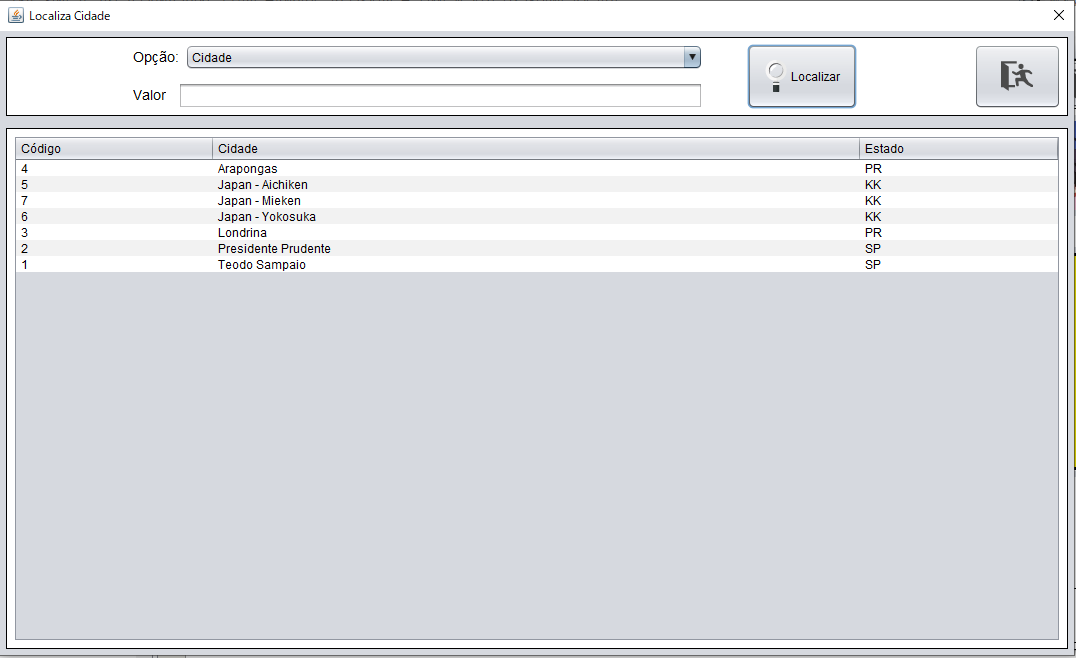 Localiza Cidade
Opção: Cidade
Localizar
Valor
Código Cidade Estado
4 Arapongas PR
5 Japan - Aichiken KK
7 Japan - Mieken KK
6 Japan - Yokosuka KK
3 Londrina PR
2 Presidente Prudente SP
1 Teodo Sampaio SP